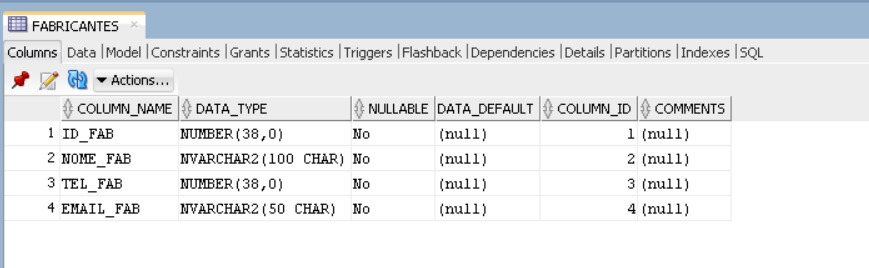 FABRICANTES
Columns Data |Model |Constraints |Grants |Statistics |Triggers |Flashback |Dependencies |Details |Partitions |Indexes |SQL
Actions...
COLUMN_NAME DATA_TYPE NULLABLE DATA_DEFAULT COLUMN_ID COMMENTS
1 ID_FAB NUMBER(38,0) No (null) 1 (null)
2 NOME_FAB NVARCHAR2(100 CHAR) No (null) 2 (null)
3 TEL_FAB NUMBER(38,0) No (null) 3 (null)
4 EMAIL_FAB NVARCHAR2(50 CHAR) No (null) 4 (null)